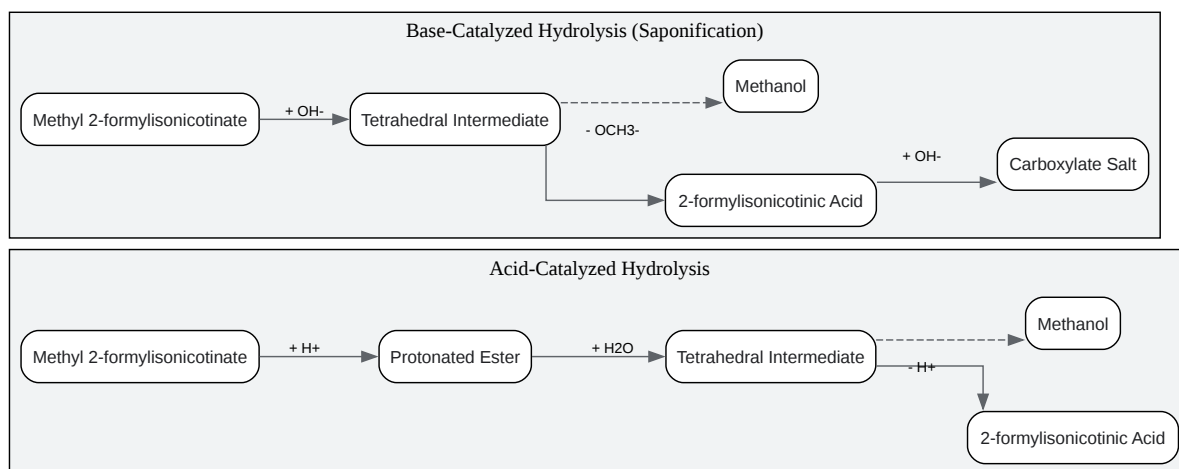 Base-Catalyzed Hydrolysis (Saponification)
Methanol
Methyl 2-formylisonicotinate
+ OH-
Tetrahedral Intermediate
- OCH3-
+ OH-
Carboxylate Salt
2-formylisonicotinic Acid
Acid-Catalyzed Hydrolysis
Methanol
Methyl 2-formylisonicotinate
+ H+
Protonated Ester
+ H2O
Tetrahedral Intermediate
- H+
2-formylisonicotinic Acid